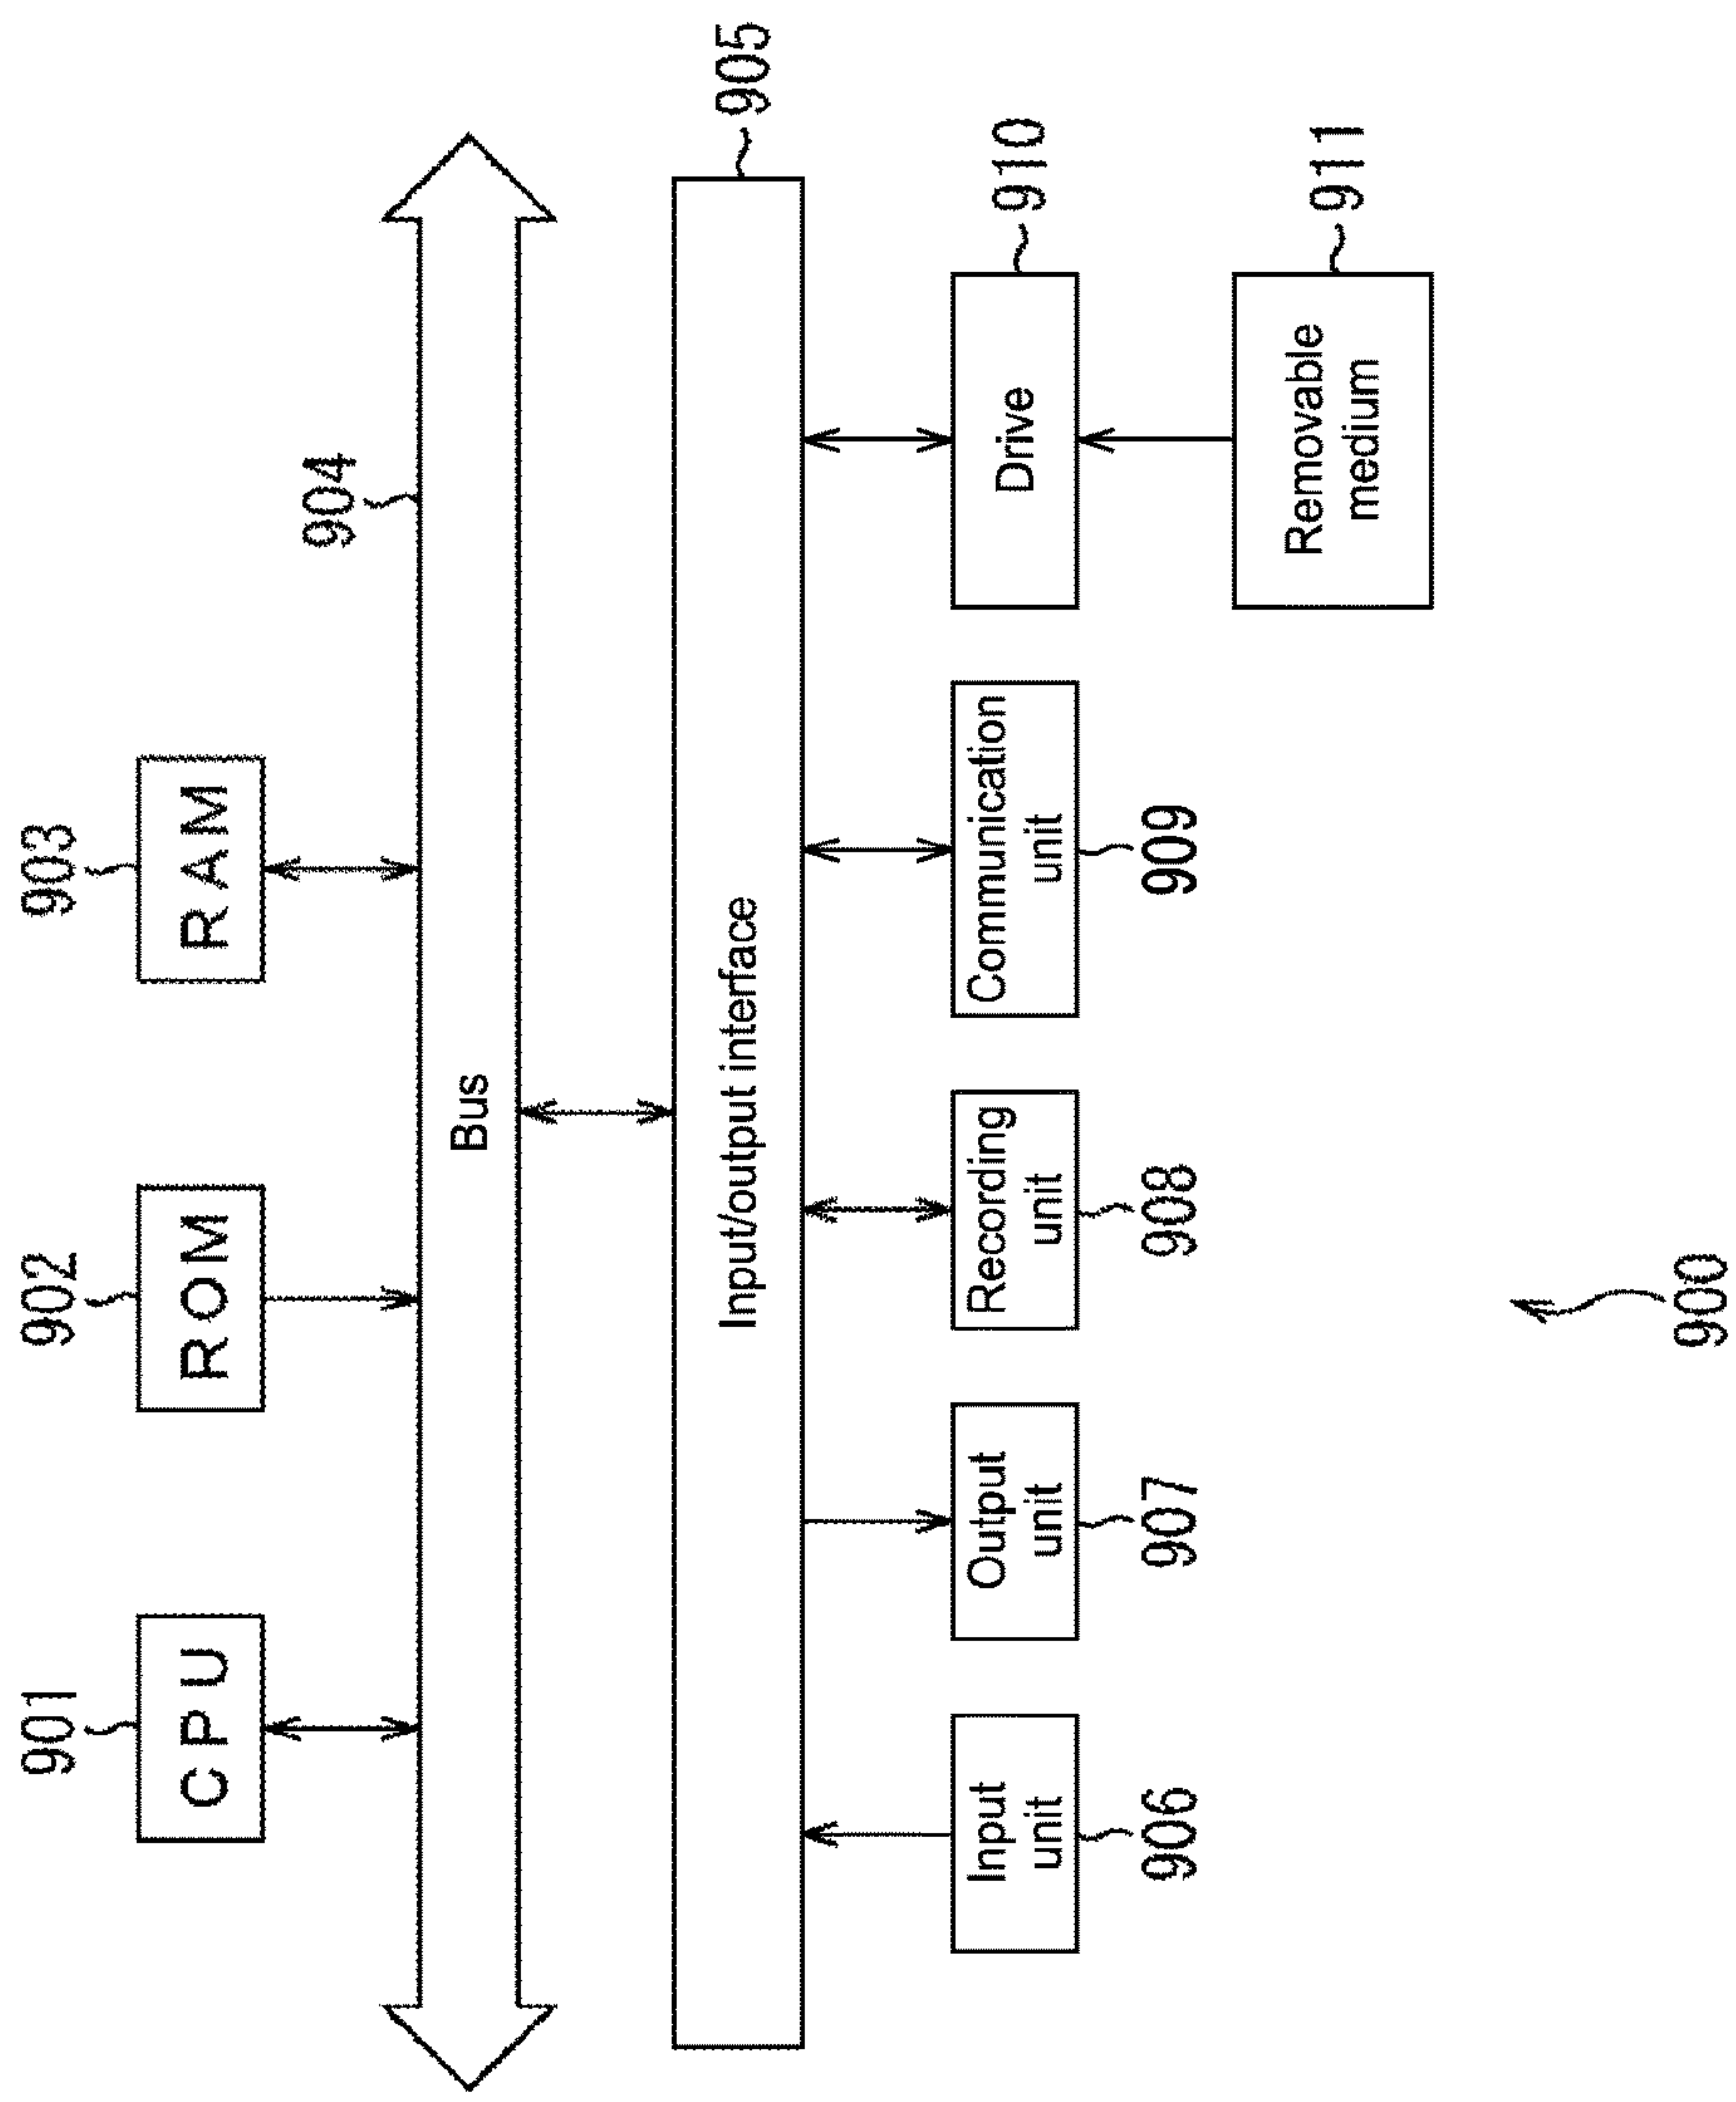 901
902
903
CPU
ROM
RAM
904
Bus
905
Input/output interface
Input
unit
Output
unit
Recording
unit
Communication
unit
Drive
910
906
907
908
909
Removable
medium
911
900